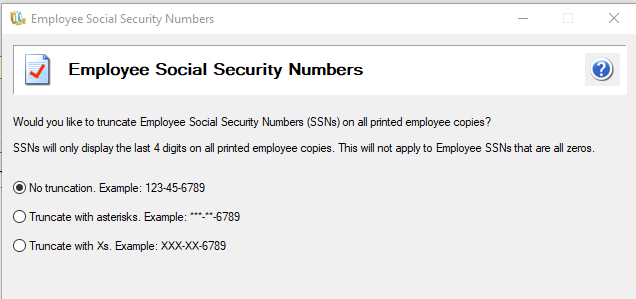 Employee Social Security Numbers
Employee Social Security Numbers
Would you like to truncate Employee Social Security Numbers (SSNs) on all printed employee copies?
SSNs will only display the last 4 digits on all printed employee copies. This will not apply to Employee SSNs that are all zeros.
No truncation. Example: 123-45-6789
Truncate with asterisks. Example: ***-**-6789
Truncate with Xs. Example: XXX-XX-6789